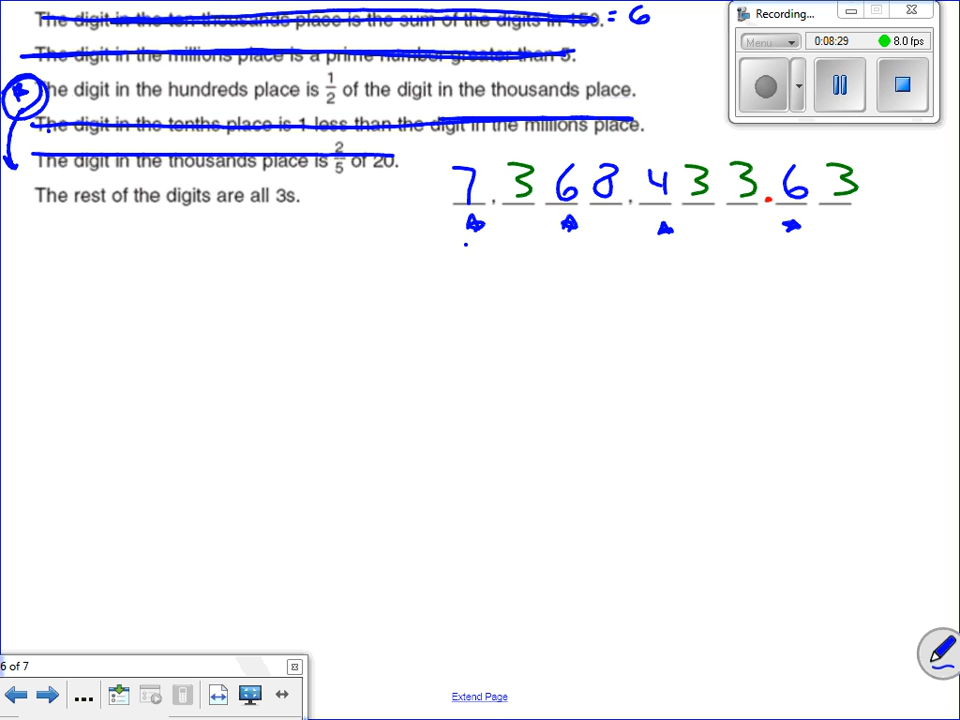 The digit in the ten thousands place is the sum of the digits in 150. = 6
The digit in the millions place is a prime number greater than 5.
The digit in the hundreds place is 1/2 of the digit in the thousands place.
The digit in the tenths place is 1 less than the digit in the millions place.
The digit in the thousands place is 2/5 of 20.
The rest of the digits are all 3s.
7,368,433.63
Recording...
Menu
0:08:29
8.0 fps
6 of 7
...
Extend Page